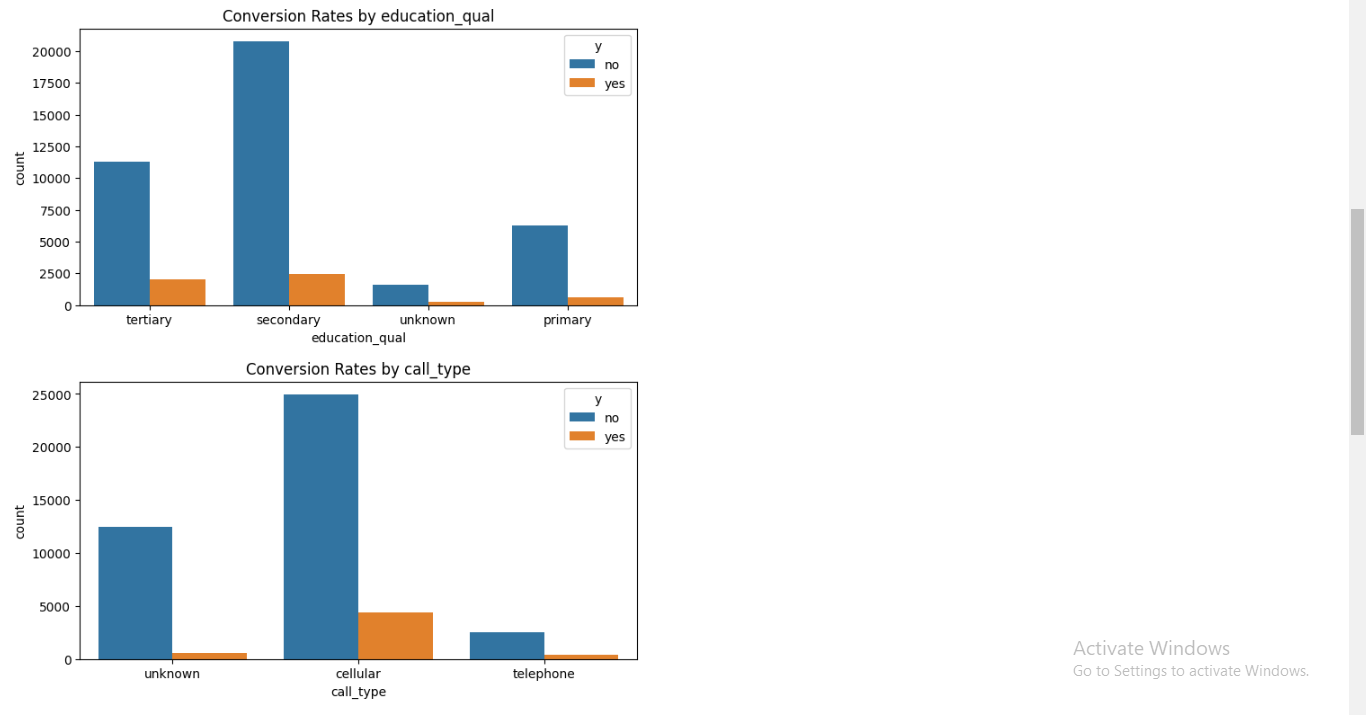 Conversion Rates by education_qual
y
no
yes
20000
17500
15000
12500
10000
7500
5000
2500
0
count
tertiary secondary unknown primary
education_qual
Conversion Rates by call_type
y
no
yes
25000
20000
15000
10000
5000
0
count
unknown cellular telephone
call_type
Activate Windows
Go to Settings to activate Windows.